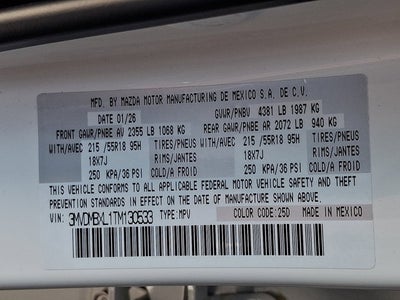 MFD. BY MAZDA MOTOR MANUFACTURING DE MEXICO S.A. DE C.V.
DATE 01/26 GVWR/PNBV 4381 LB 1987 KG
FRONT GAWR/PNBE AV 2355 LB 1068 KG REAR GAWR/PNBE AR 2072 LB 940 KG
WITH/AVEC 215 /55R18 95H TIRES/PNEUS WITH/AVEC 215 /55R18 95H TIRES/PNEUS
18X7J RIMS/JANTES 18X7J RIMS/JANTES
250 KPA/36 PSI COLD/A FROID 250 KPA/36 PSI COLD/A FROID
THIS VEHICLE CONFORMS TO ALL APPLICABLE FEDERAL MOTOR VEHICLE SAFETY AND THEFT
PREVENTION STANDARDS IN EFFECT ON THE DATE OF MANUFACTURE SHOWN ABOVE.
VIN: 3MVDMBXL1TM130533 TYPE:MPV COLOR CODE:25D MADE IN MEXICO